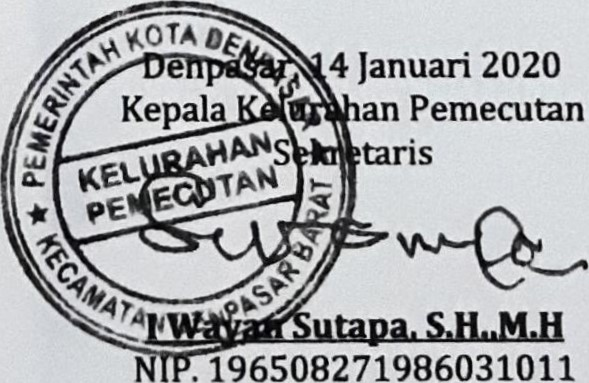 PEMERINTAH KOTA DENPASAR
Denpasar, 14 Januari 2020
Kepala Kelurahan Pemecutan
Sekretaris
KELURAHAN
PEMECUTAN
★ KECAMATAN DENPASAR BARAT ★
I Wayan Sutapa, S.H.,M.H
NIP. 196508271986031011